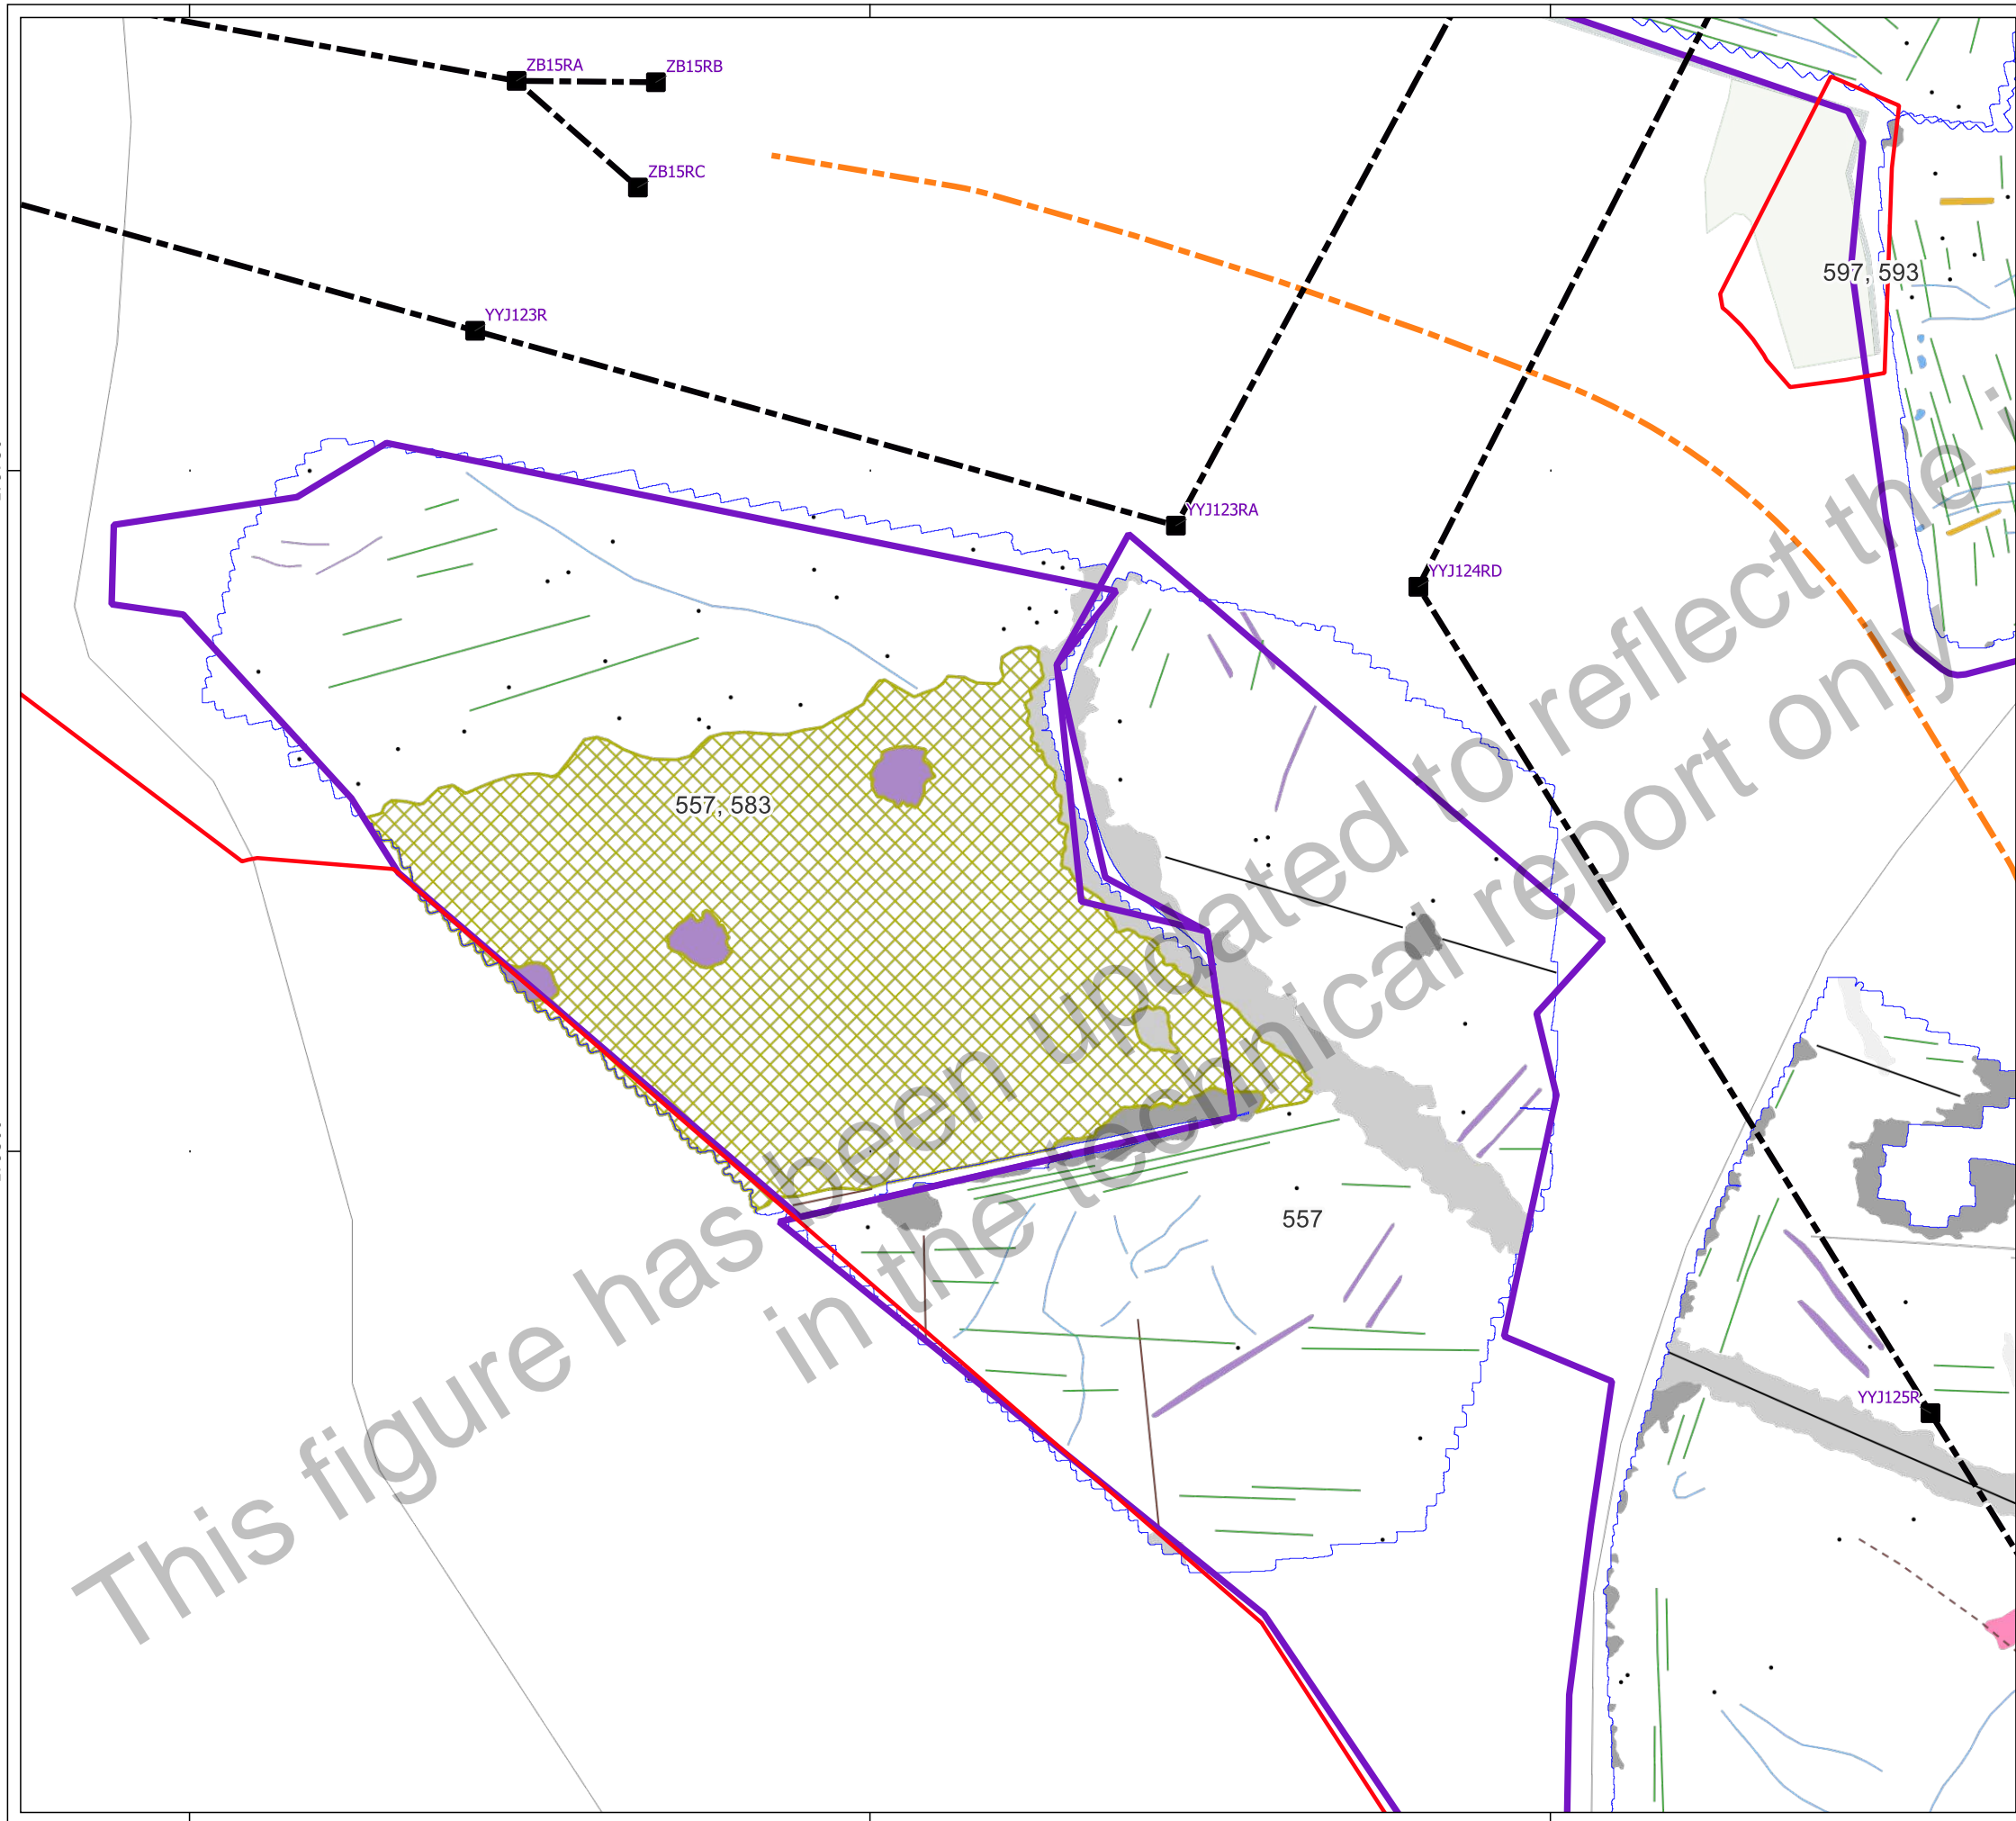 ZB15RA
ZB15RB
ZB15RC
597, 593
YYJ123R
YYJ123RA
YYJ124RD
557, 583
557
YYJ125R
This figure has been updated to reflect the i
in the technical report only